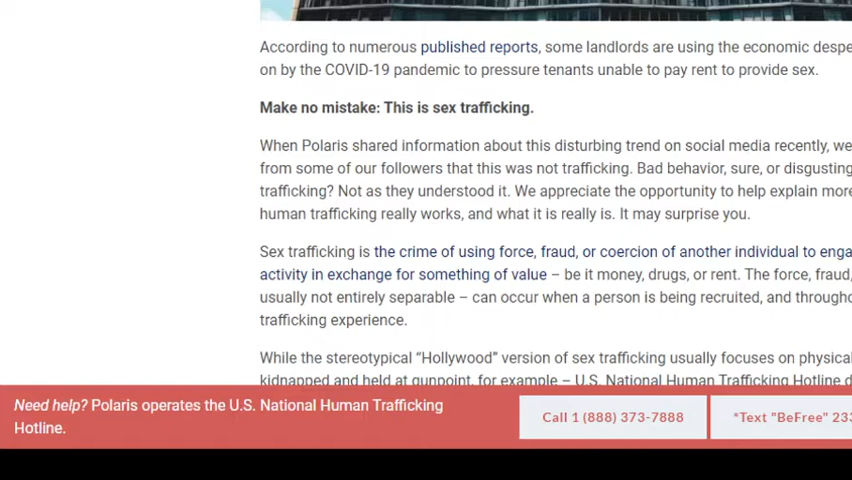 According to numerous published reports, some landlords are using the economic despe
on by the COVID-19 pandemic to pressure tenants unable to pay rent to provide sex.
Make no mistake: This is sex trafficking.
When Polaris shared information about this disturbing trend on social media recently, we
from some of our followers that this was not trafficking. Bad behavior, sure, or disgusting
trafficking? Not as they understood it. We appreciate the opportunity to help explain more
human trafficking really works, and what it is really is. It may surprise you.
Sex trafficking is the crime of using force, fraud, or coercion of another individual to enga
activity in exchange for something of value – be it money, drugs, or rent. The force, fraud,
usually not entirely separable – can occur when a person is being recruited, and througho
trafficking experience.
While the stereotypical “Hollywood” version of sex trafficking usually focuses on physical
kidnapped and held at gunpoint, for example – U.S. National Human Trafficking Hotline d
Need help? Polaris operates the U.S. National Human Trafficking
Hotline.
Call 1 (888) 373-7888
*Text "BeFree" 233